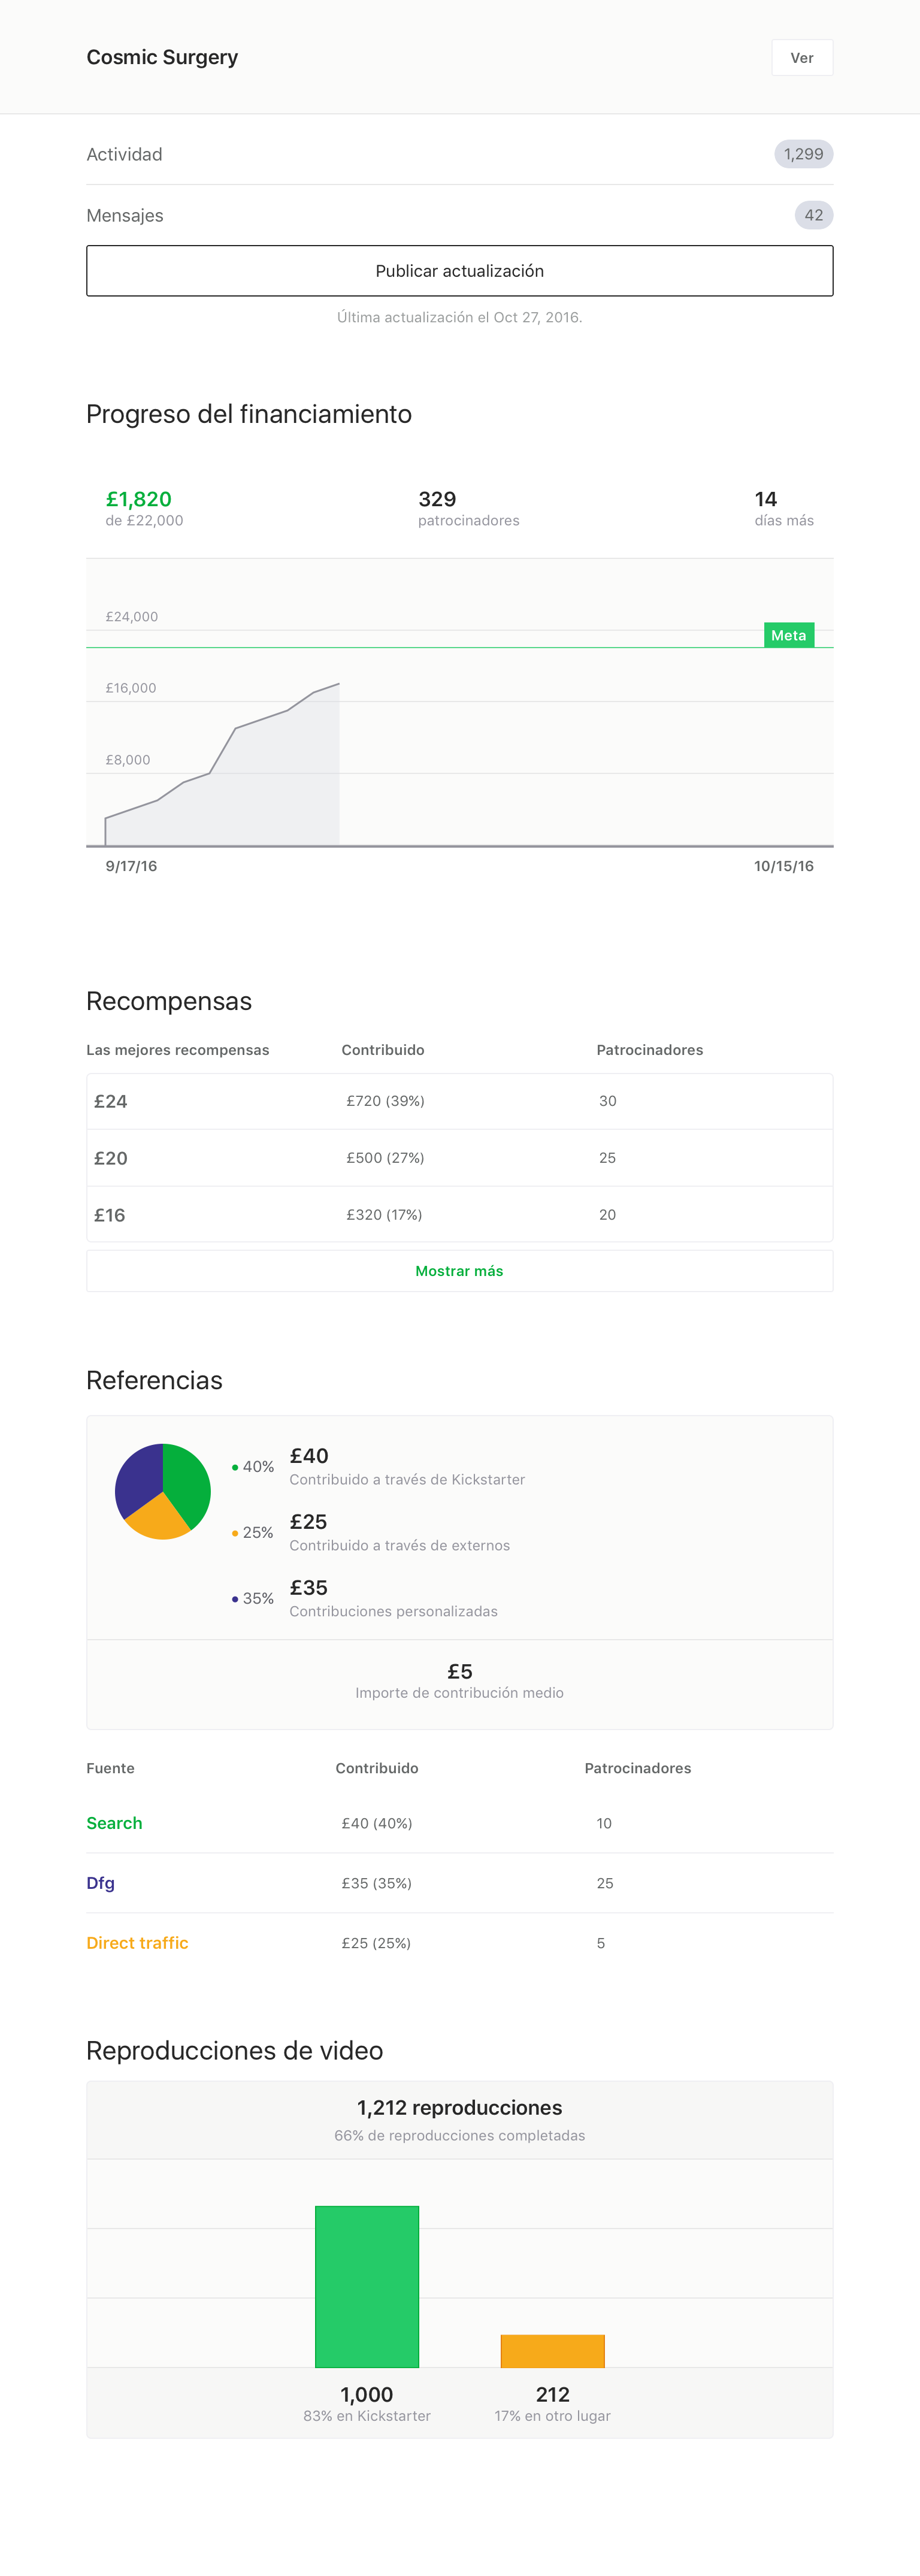 Cosmic Surgery
Ver
Actividad
1,299
Mensajes
42
Publicar actualización
Última actualización el Oct 27, 2016.
Progreso del financiamiento
£1,820
de £22,000
329
patrocinadores
14
días más
£24,000
Meta
£16,000
£8,000
9/17/16
10/15/16
Recompensas
Las mejores recompensas Contribuido Patrocinadores
£24 £720 (39%) 30
£20 £500 (27%) 25
£16 £320 (17%) 20
Mostrar más
Referencias
40%
£40
Contribuido a través de Kickstarter
25%
£25
Contribuido a través de externos
35%
£35
Contribuciones personalizadas
£5
Importe de contribución medio
Fuente Contribuido Patrocinadores
Search £40 (40%) 10
Dfg £35 (35%) 25
Direct traffic £25 (25%) 5
Reproducciones de video
1,212 reproducciones
66% de reproducciones completadas
1,000
83% en Kickstarter
212
17% en otro lugar